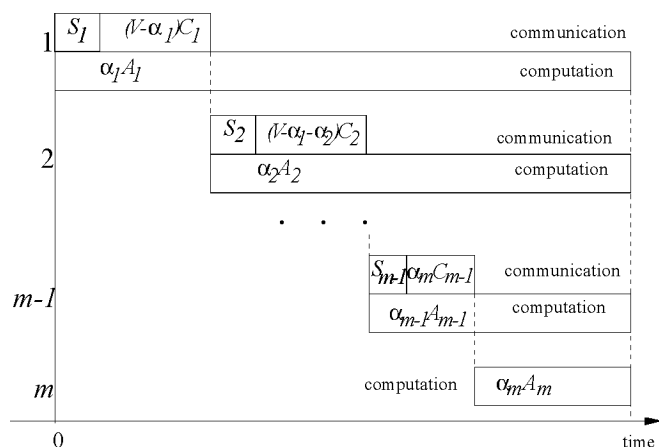 S1 (V-α1)C1 communication
1
α1A1 computation
S2 (V-α1-α2)C2 communication
2
α2A2 computation
. . .
Sm-1 αmCm-1 communication
m-1
αm-1Am-1 computation
m computation αmAm
0 time